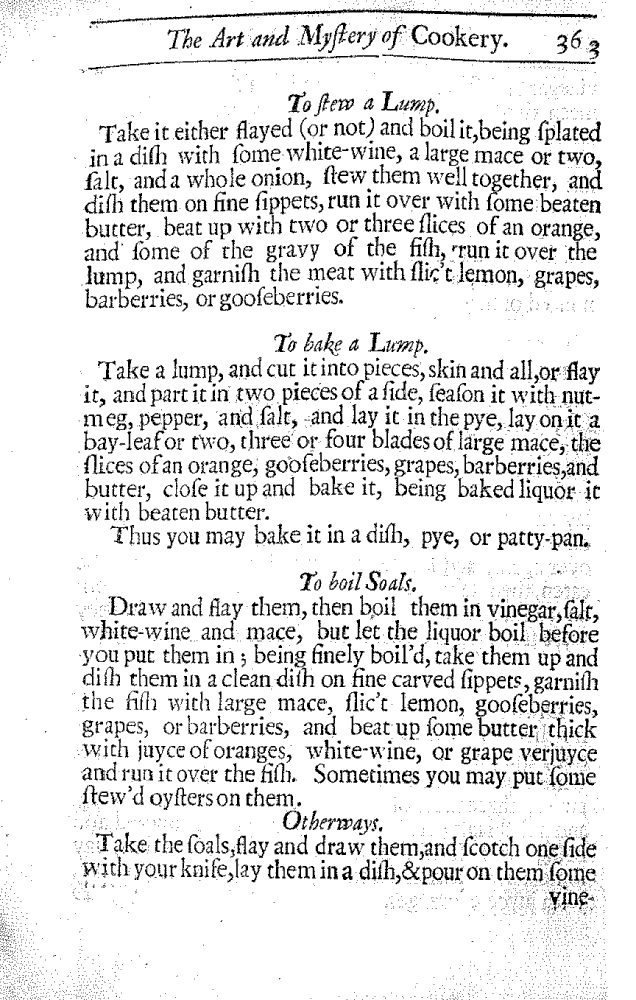 The Art and Myſtery of Cookery. 363
To ſtew a Lump.
Take it either flayed (or not) and boil it,being ſplated
in a diſh with ſome white-wine, a large mace or two,
ſalt, and a whole onion, ſtew them well together, and
diſh them on fine ſippets, run it over with ſome beaten
butter, beat up with two or three ſlices of an orange,
and ſome of the gravy of the fiſh, run it over the
lump, and garniſh the meat with ſlic't lemon, grapes,
barberries, or gooſeberries.
To bake a Lump.
Take a lump, and cut it into pieces, skin and all,or flay
it, and part it in two pieces of a ſide, ſeaſon it with nut-
meg, pepper, and ſalt, and lay it in the pye, lay on it a
bay-leaf or two, three or four blades of large mace, the
ſlices of an orange, gooſeberries, grapes, barberries,and
butter, cloſe it up and bake it, being baked liquor it
with beaten butter.
Thus you may bake it in a diſh, pye, or patty-pan.
To boil Soals.
Draw and flay them, then boil them in vinegar,ſalt,
white-wine and mace, but let the liquor boil before
you put them in ; being finely boil'd, take them up and
diſh them in a clean diſh on fine carved ſippets, garniſh
the fiſh with large mace, ſlic't lemon, gooſeberries,
grapes, or barberries, and beat up ſome butter thick
with juyce of oranges, white-wine, or grape verjuyce
and run it over the fiſh. Sometimes you may put ſome
ſtew'd oyſters on them.
Otherways.
Take the ſoals,flay and draw them,and ſcotch one ſide
with your knife,lay them in a diſh,&pour on them ſome
vine-